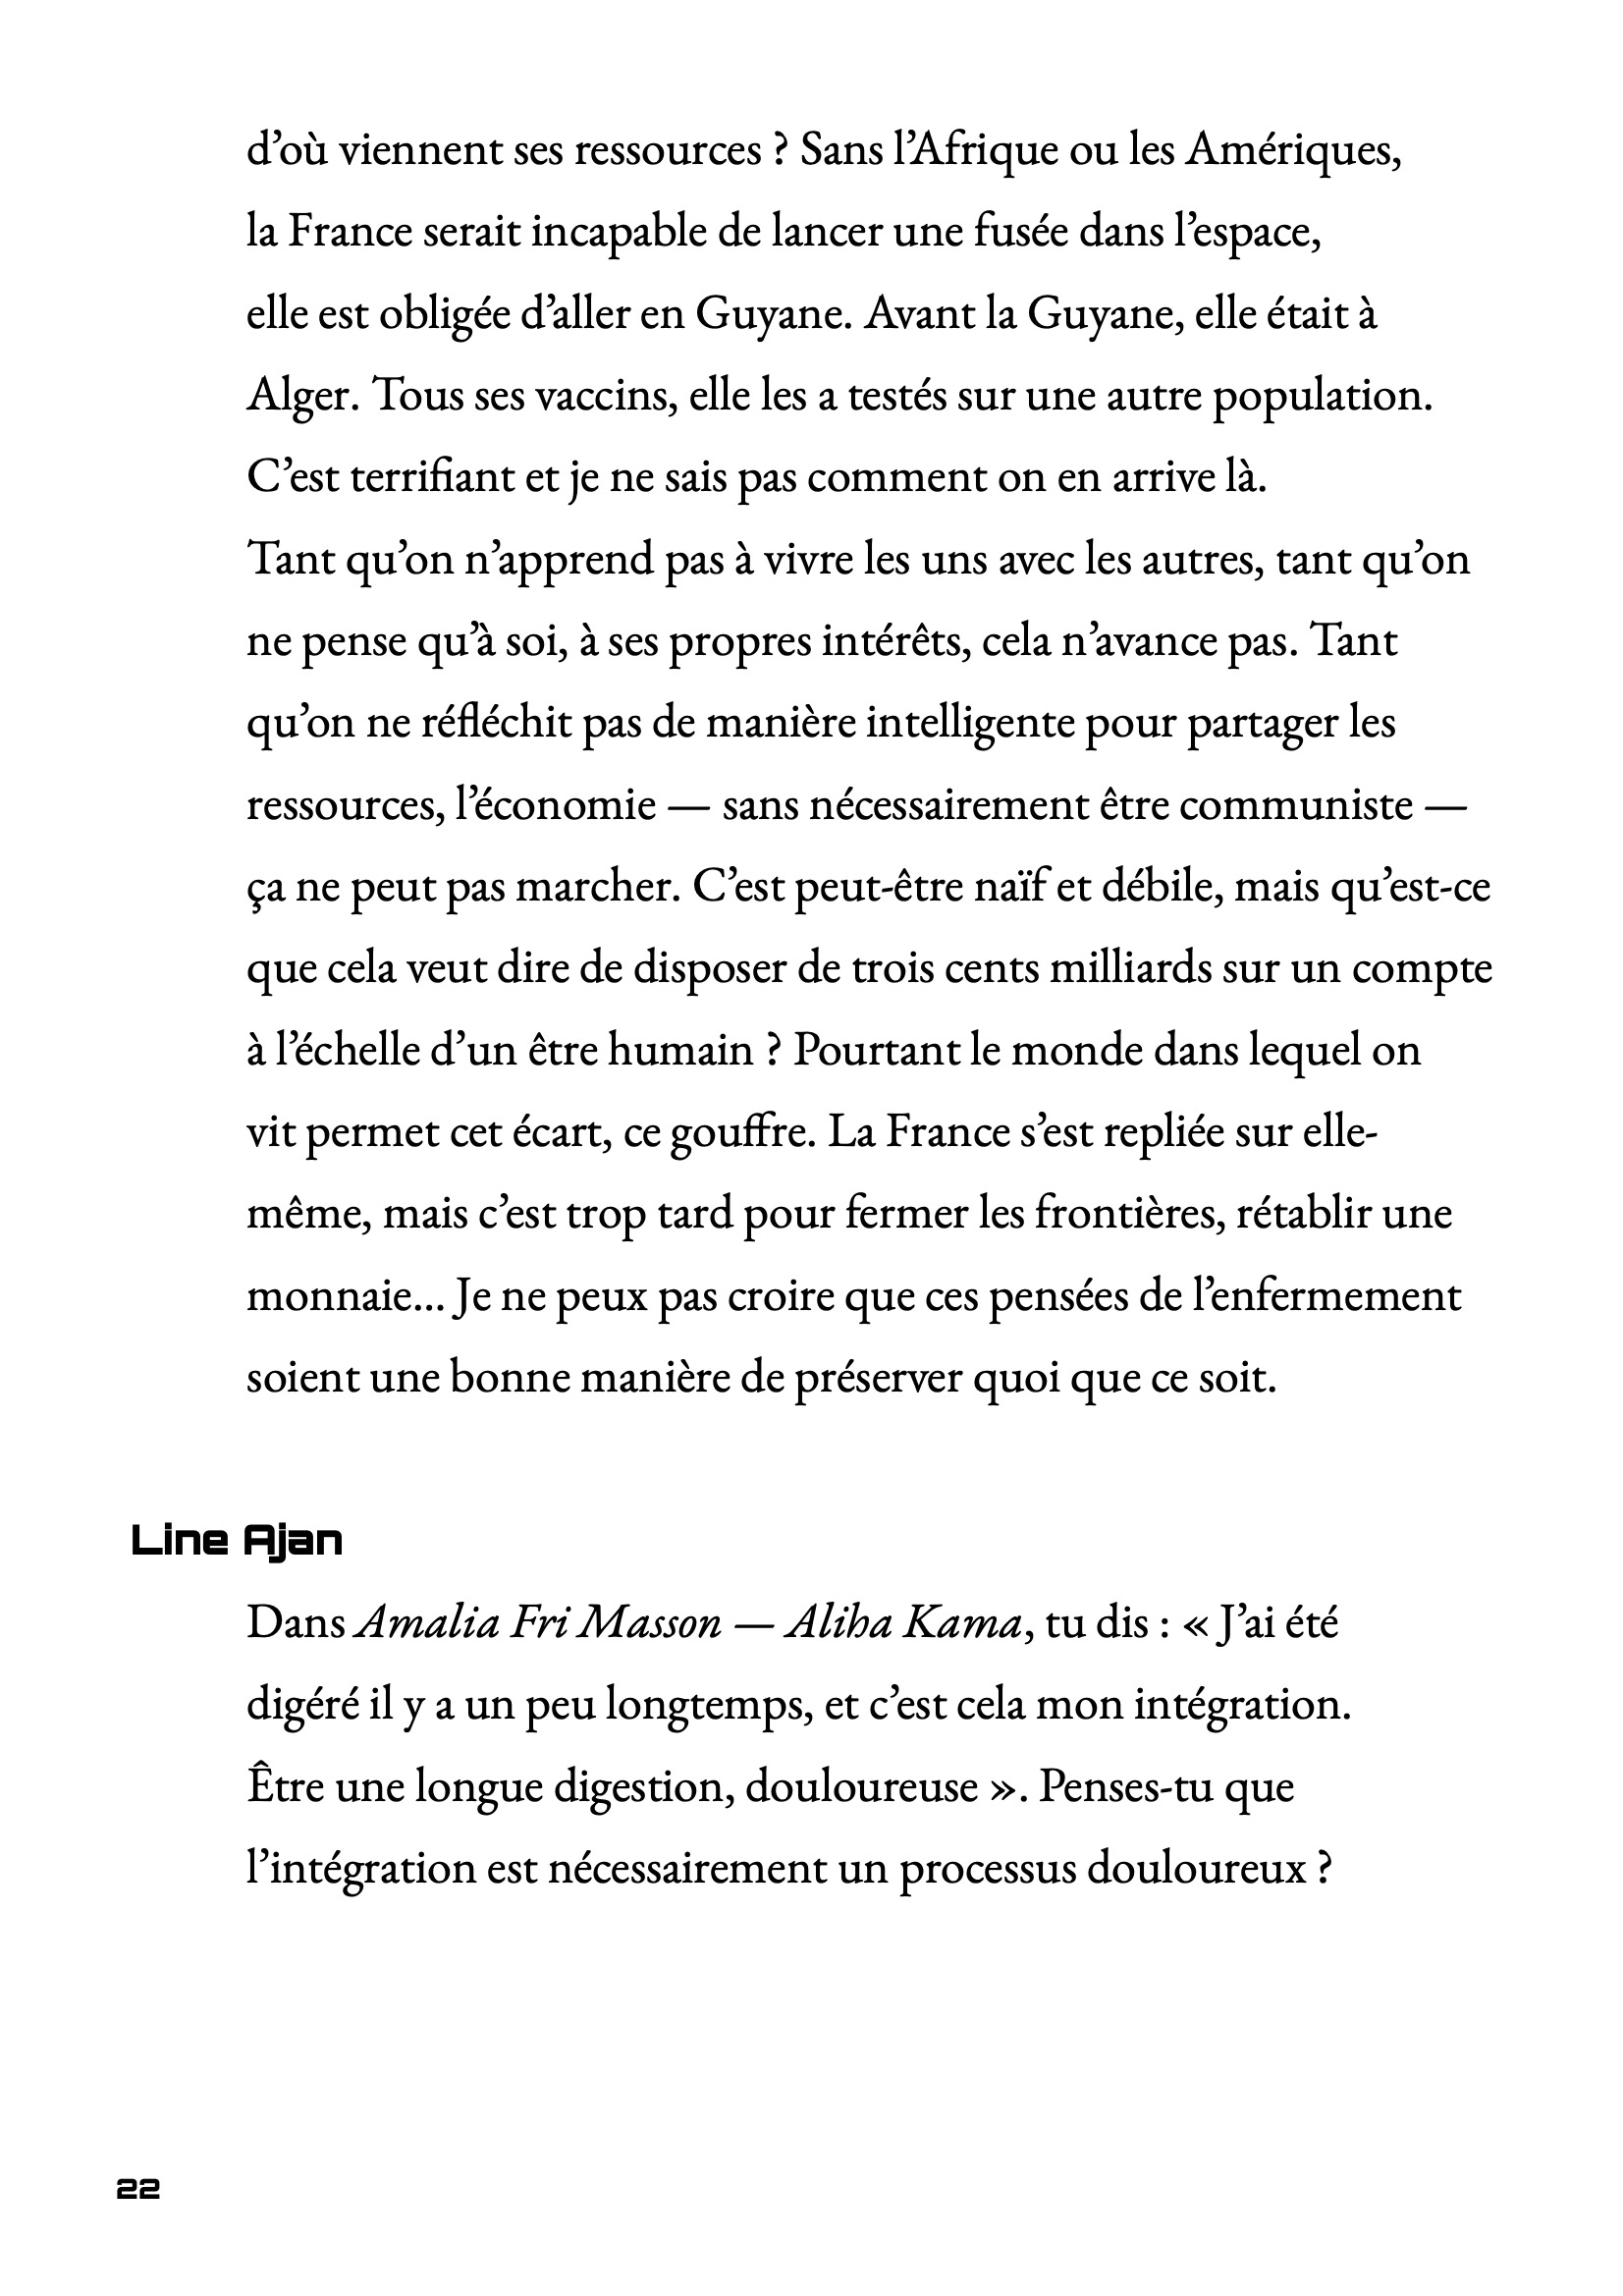 d’où viennent ses ressources ? Sans l’Afrique ou les Amériques,
la France serait incapable de lancer une fusée dans l’espace,
elle est obligée d’aller en Guyane. Avant la Guyane, elle était à
Alger. Tous ses vaccins, elle les a testés sur une autre population.
C’est terrifiant et je ne sais pas comment on en arrive là.
Tant qu’on n’apprend pas à vivre les uns avec les autres, tant qu’on
ne pense qu’à soi, à ses propres intérêts, cela n’avance pas. Tant
qu’on ne réfléchit pas de manière intelligente pour partager les
ressources, l’économie — sans nécessairement être communiste —
ça ne peut pas marcher. C’est peut-être naïf et débile, mais qu’est-ce
que cela veut dire de disposer de trois cents milliards sur un compte
à l’échelle d’un être humain ? Pourtant le monde dans lequel on
vit permet cet écart, ce gouffre. La France s’est repliée sur elle-
même, mais c’est trop tard pour fermer les frontières, rétablir une
monnaie... Je ne peux pas croire que ces pensées de l’enfermement
soient une bonne manière de préserver quoi que ce soit.
Line Ajan
Dans Amalia Fri Masson — Aliha Kama, tu dis : « J’ai été
digéré il y a un peu longtemps, et c’est cela mon intégration.
Être une longue digestion, douloureuse ». Penses-tu que
l’intégration est nécessairement un processus douloureux ?
22